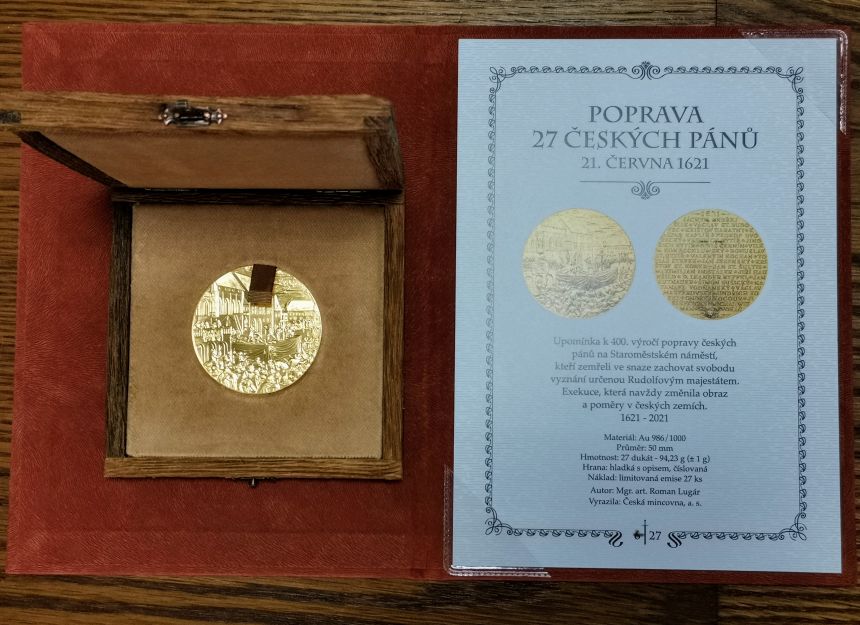 POPRAVA
27 ČESKÝCH PÁNŮ
21. ČERVNA 1621
Upomínka k 400. výročí popravy českých
pánů na Staroměstském náměstí,
kteří zemřeli ve snaze zachovat svobodu
vyznání určenou Rudolfovým majestátem.
Exekuce, která navždy změnila obraz
a poměry v českých zemích.
1621 - 2021
Materiál: Au 986/1000
Průměr: 50 mm
Hmotnost: 27 dukát - 94,23 g (± 1 g)
Hrana: hladká s opisem, číslovaná
Náklad: limitovaná emise 27 ks
Autor: Mgr. art. Roman Lugár
Vyrazila: Česká mincovna, a. s.
27